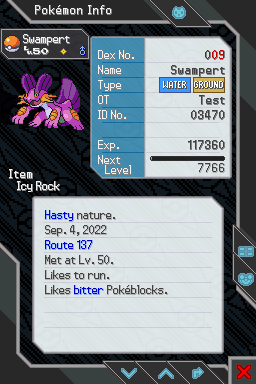 Pokémon Info
Swampert
Lv.50
Dex No. 009
Name Swampert
Type WATER GROUND
OT Test
ID No. 03470
Exp. 117360
Next Level 7766
Item
Icy Rock
Hasty nature.
Sep. 4, 2022
Route 137
Met at Lv. 50.
Likes to run.
Likes bitter Pokéblocks.